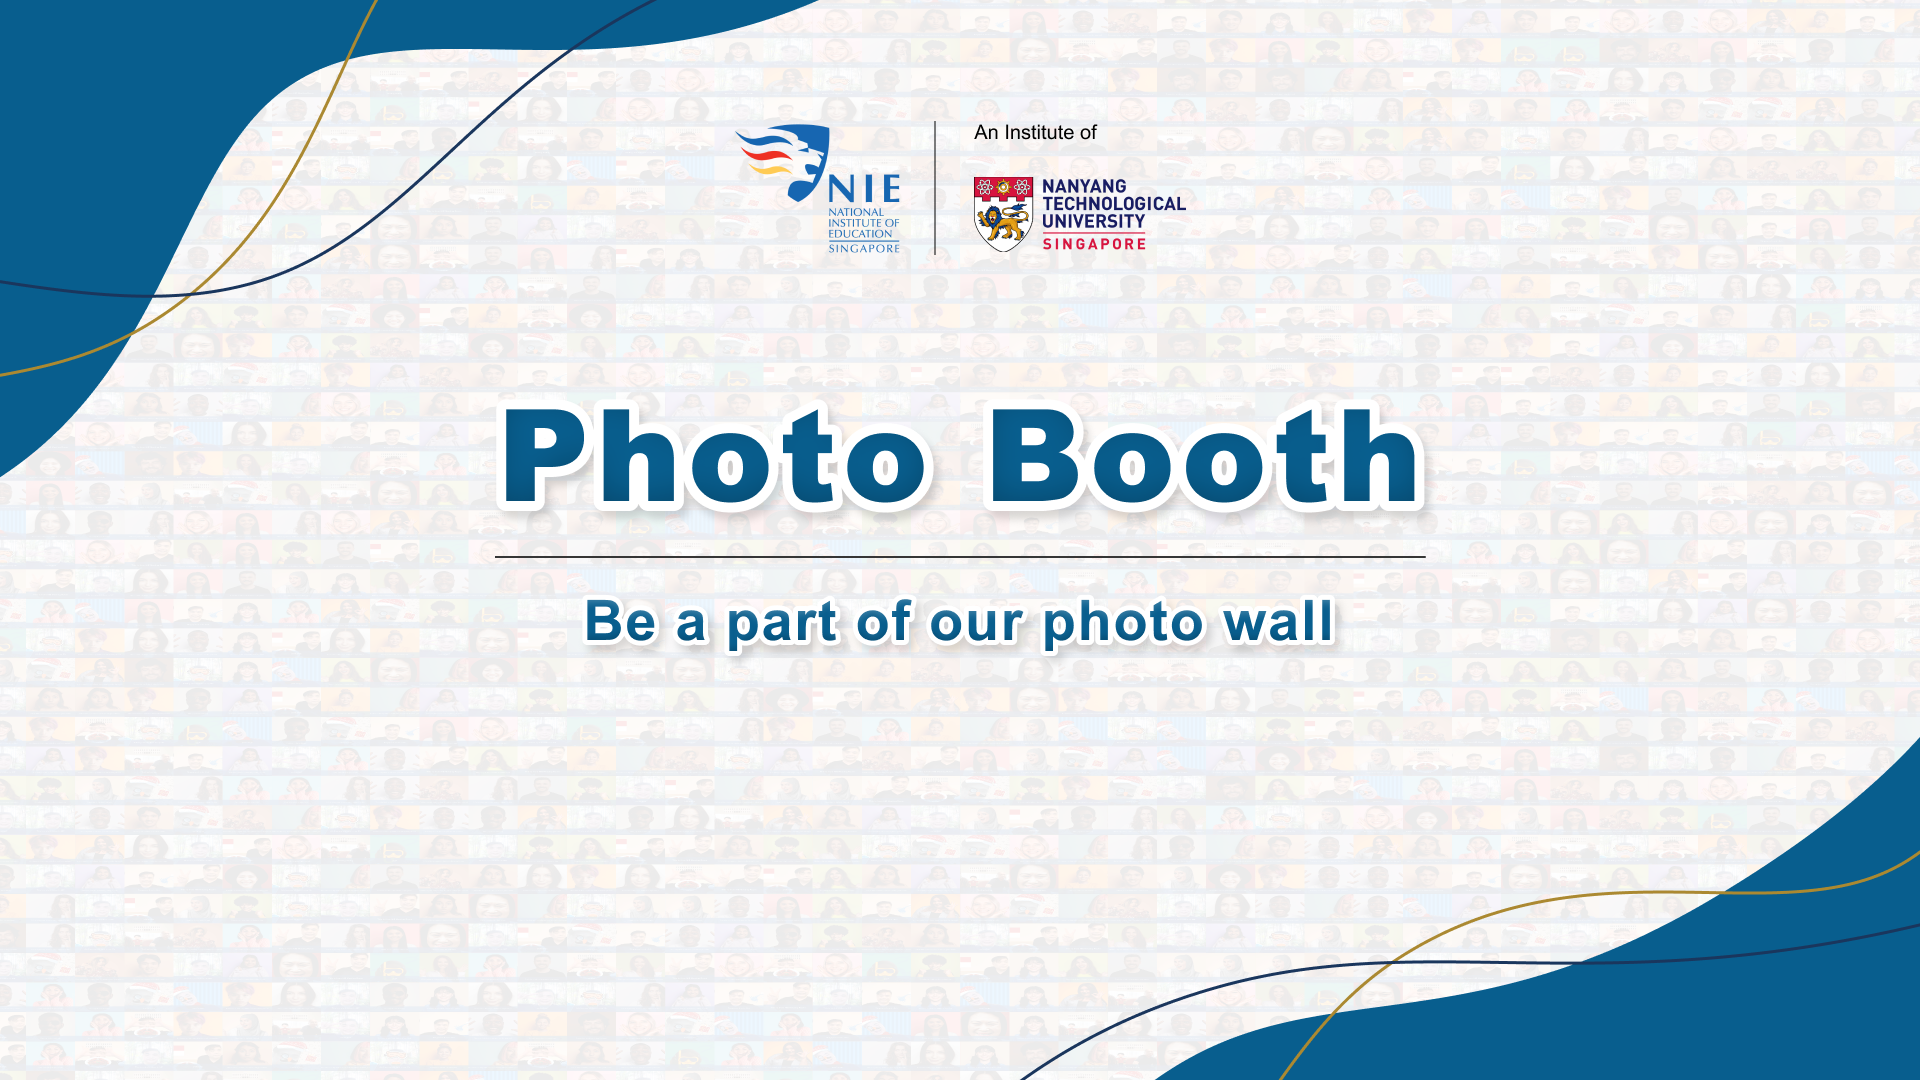 NIE
NATIONAL
INSTITUTE OF
EDUCATION
SINGAPORE
An Institute of
NANYANG
TECHNOLOGICAL
UNIVERSITY
SINGAPORE
Photo Booth
Be a part of our photo wall